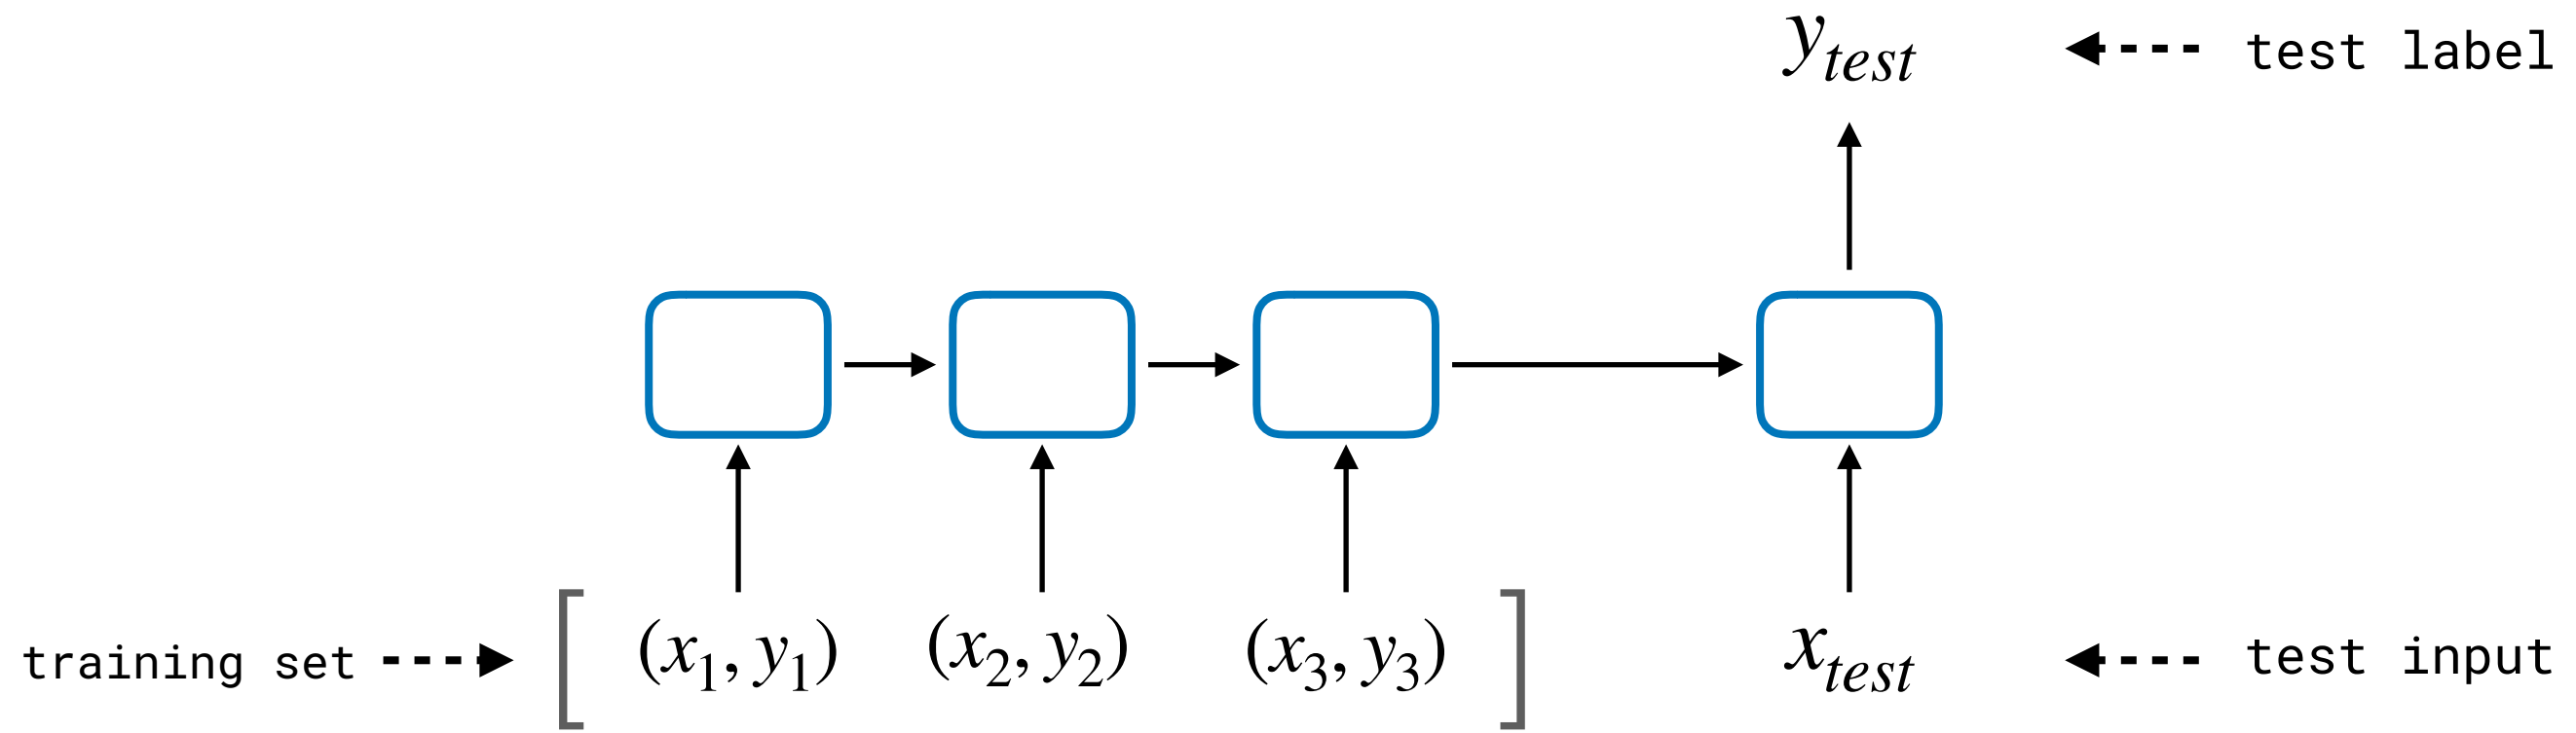 y_test test label
training set [ (x_1, y_1) (x_2, y_2) (x_3, y_3) ] x_test test input